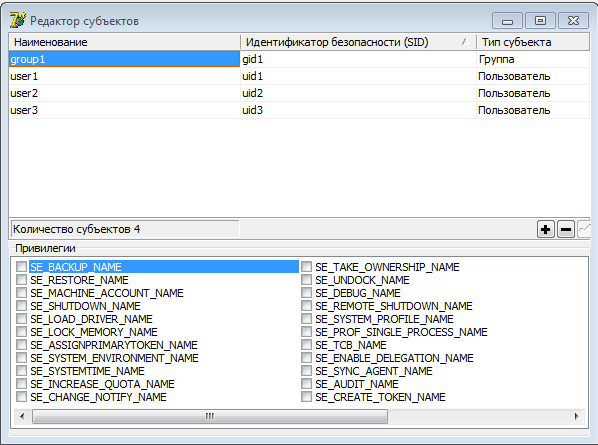 Редактор субъектов
Наименование Идентификатор безопасности (SID) Тип субъекта
group1 gid1 Группа
user1 uid1 Пользователь
user2 uid2 Пользователь
user3 uid3 Пользователь
Количество субъектов 4
Привилегии
SE_BACKUP_NAME SE_TAKE_OWNERSHIP_NAME
SE_RESTORE_NAME SE_UNDOCK_NAME
SE_MACHINE_ACCOUNT_NAME SE_DEBUG_NAME
SE_SHUTDOWN_NAME SE_REMOTE_SHUTDOWN_NAME
SE_LOAD_DRIVER_NAME SE_SYSTEM_PROFILE_NAME
SE_LOCK_MEMORY_NAME SE_PROF_SINGLE_PROCESS_NAME
SE_ASSIGNPRIMARYTOKEN_NAME SE_TCB_NAME
SE_SYSTEM_ENVIRONMENT_NAME SE_ENABLE_DELEGATION_NAME
SE_SYSTEMTIME_NAME SE_SYNC_AGENT_NAME
SE_INCREASE_QUOTA_NAME SE_AUDIT_NAME
SE_CHANGE_NOTIFY_NAME SE_CREATE_TOKEN_NAME